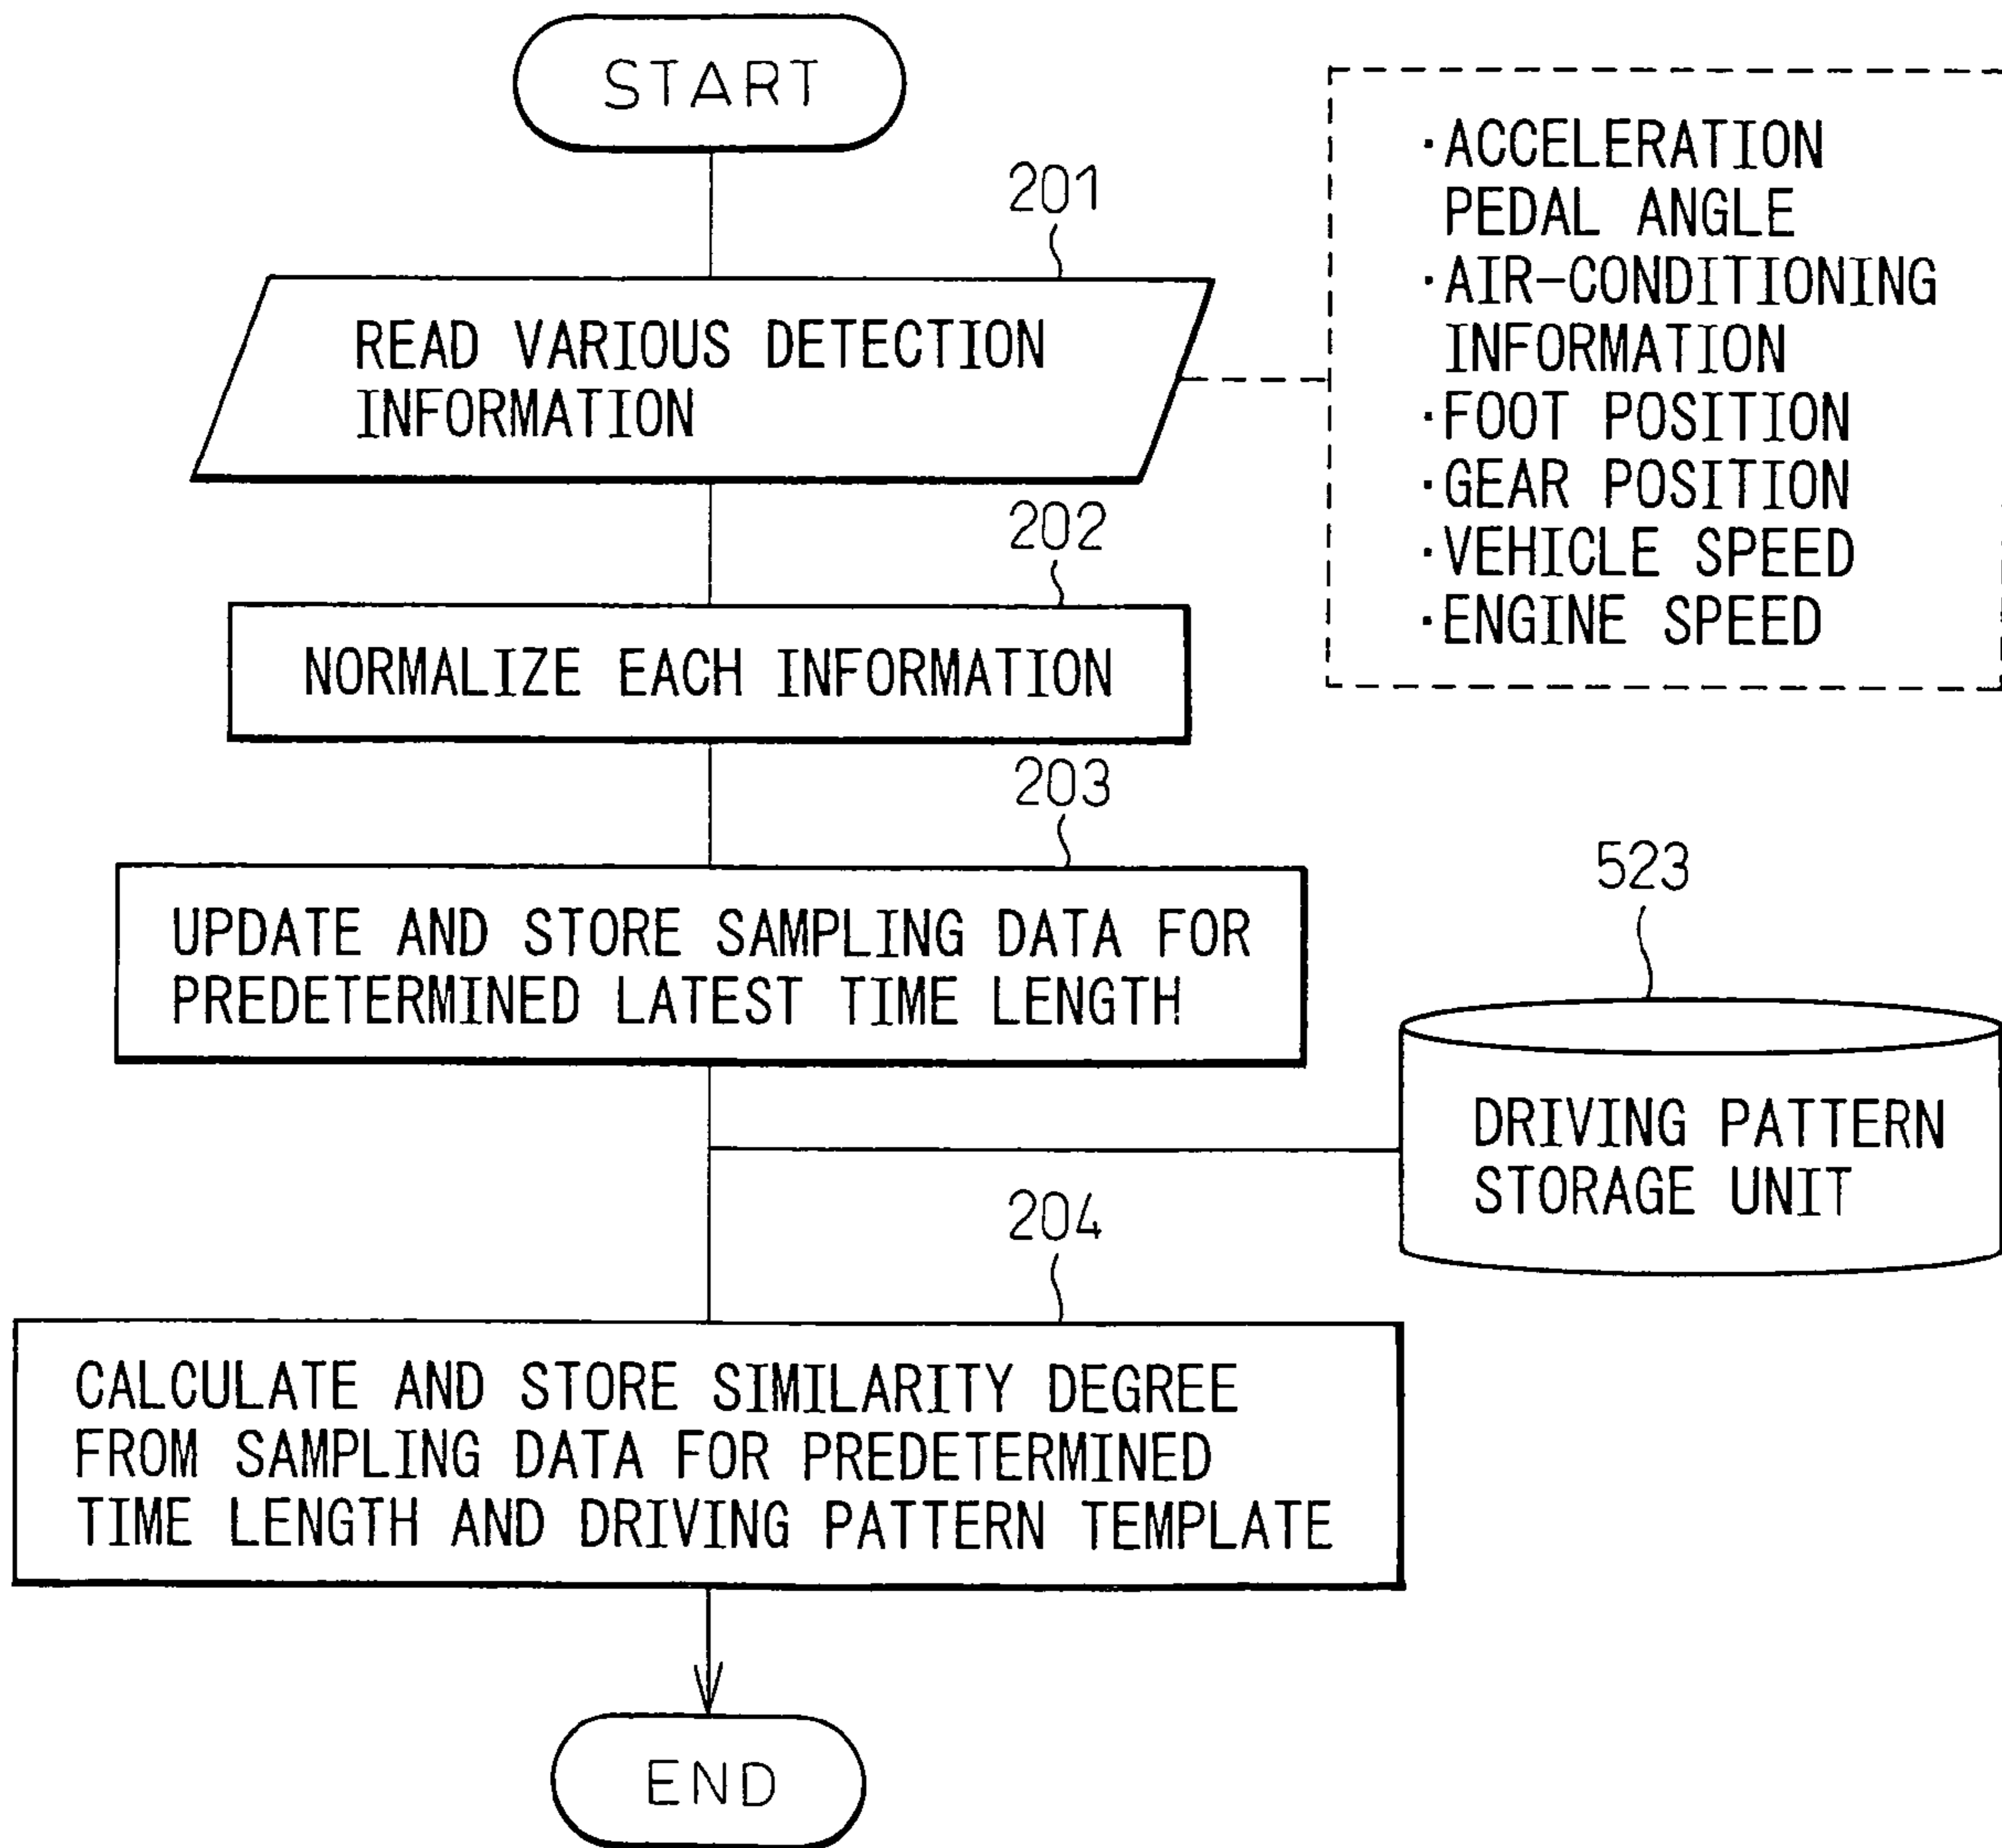 START
201
READ VARIOUS DETECTION
INFORMATION
·ACCELERATION
PEDAL ANGLE
·AIR-CONDITIONING
INFORMATION
·FOOT POSITION
·GEAR POSITION
·VEHICLE SPEED
·ENGINE SPEED
202
NORMALIZE EACH INFORMATION
203
UPDATE AND STORE SAMPLING DATA FOR
PREDETERMINED LATEST TIME LENGTH
523
DRIVING PATTERN
STORAGE UNIT
204
CALCULATE AND STORE SIMILARITY DEGREE
FROM SAMPLING DATA FOR PREDETERMINED
TIME LENGTH AND DRIVING PATTERN TEMPLATE
END